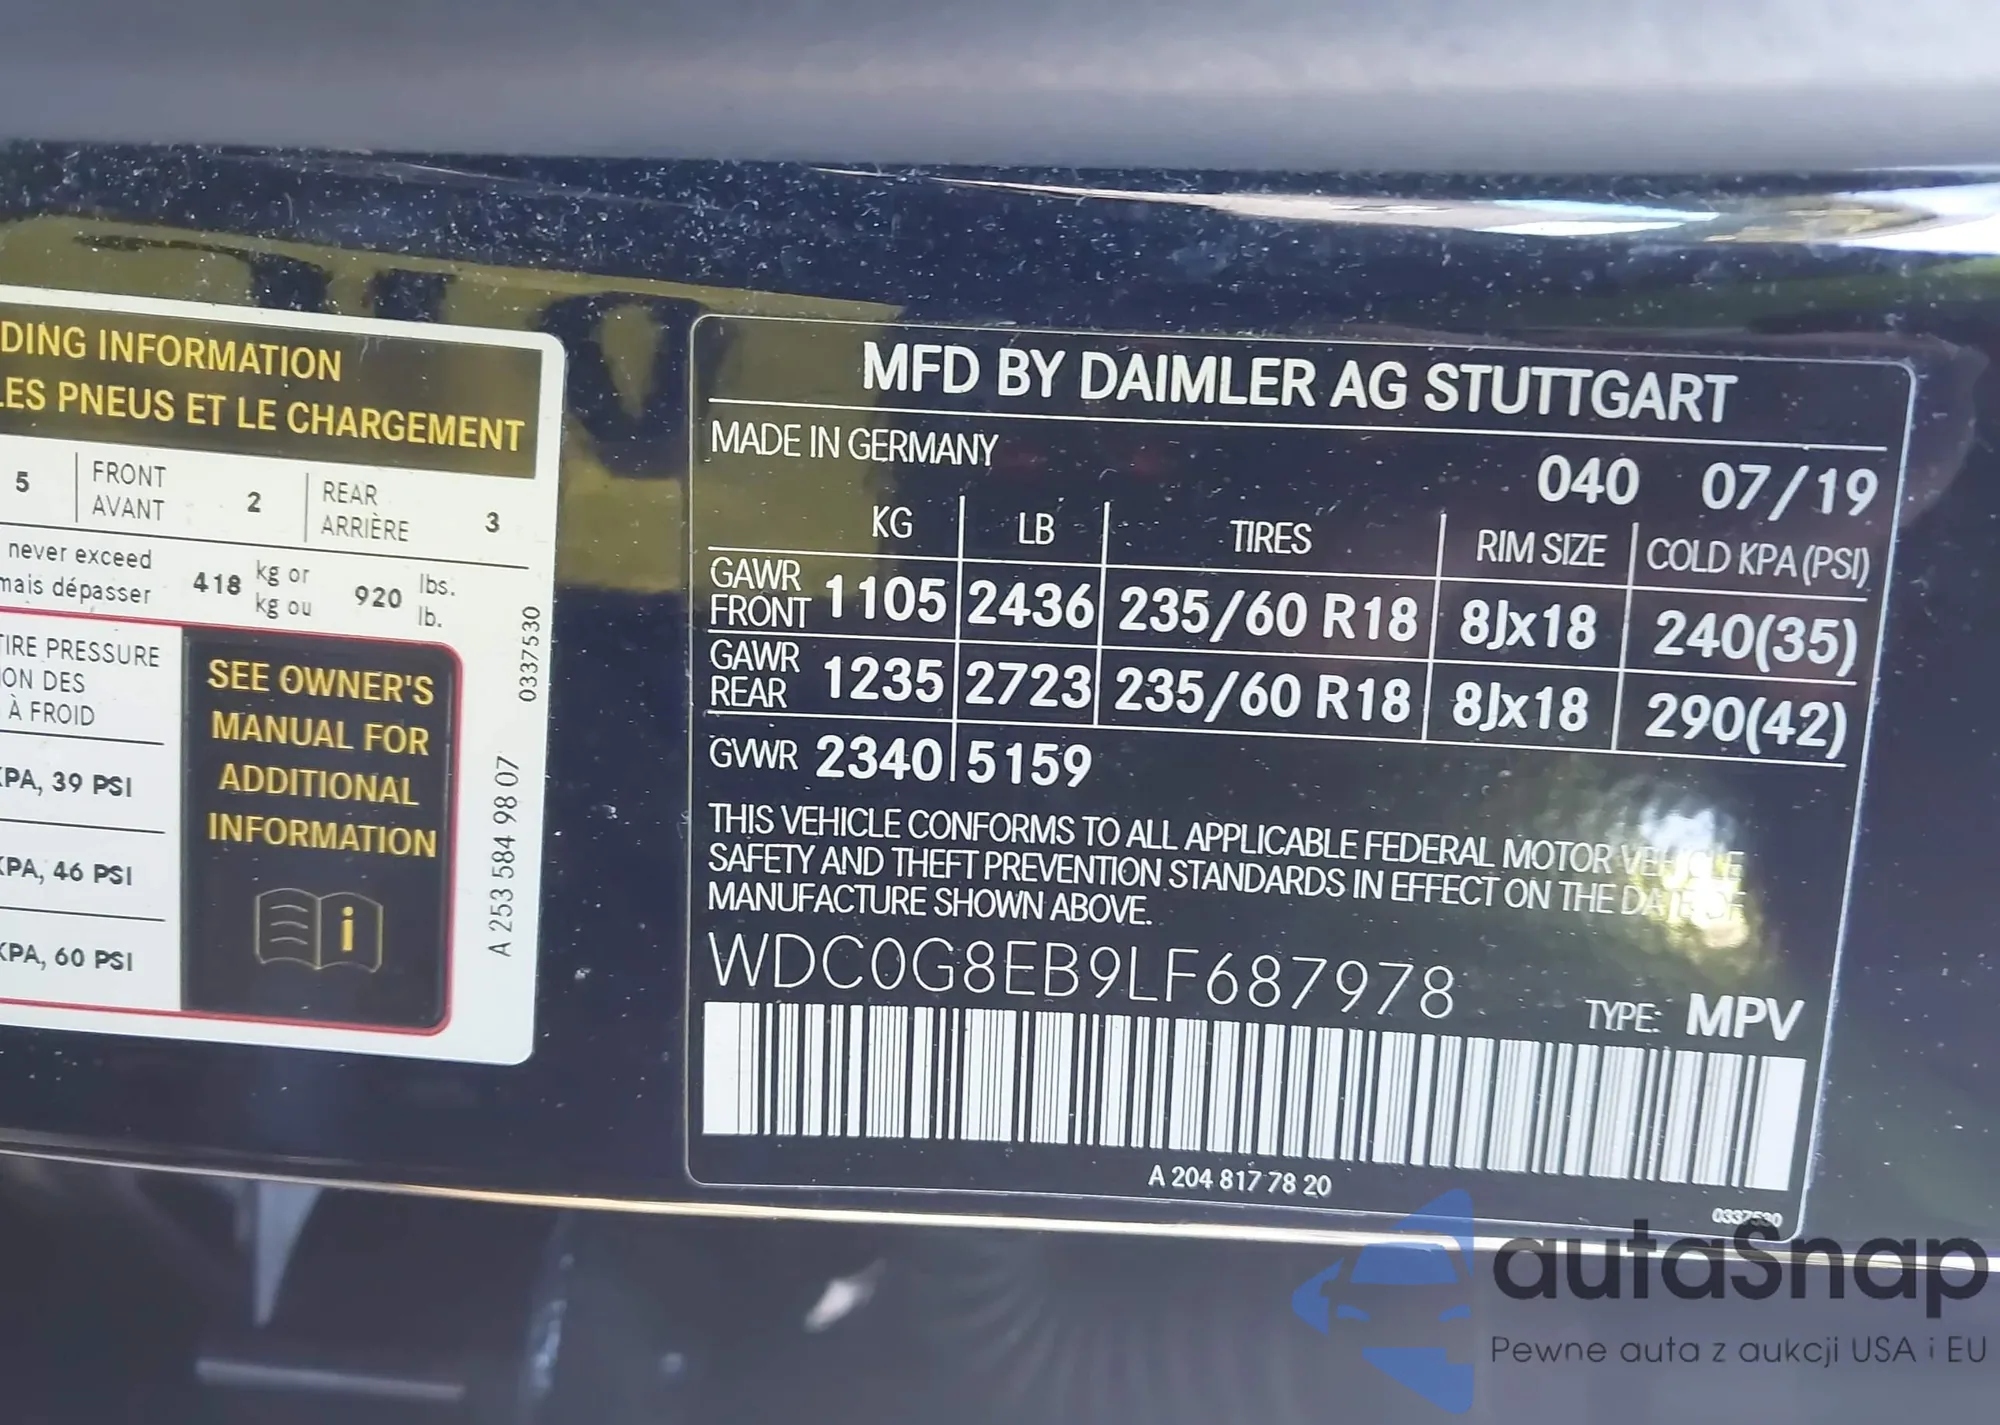 DING INFORMATION
LES PNEUS ET LE CHARGEMENT
5 FRONT AVANT 2 REAR ARRIÈRE 3
never exceed
mais dépasser
418 kg or kg ou 920 lbs. lb.
TIRE PRESSURE
ON DES
À FROID
KPA, 39 PSI
KPA, 46 PSI
KPA, 60 PSI
SEE OWNER'S
MANUAL FOR
ADDITIONAL
INFORMATION
i
0337530
A 253 584 98 07
MFD BY DAIMLER AG STUTTGART
MADE IN GERMANY
040 07/19
KG LB TIRES RIM SIZE COLD KPA (PSI)
GAWR FRONT 1105 2436 235/60 R18 8Jx18 240(35)
GAWR REAR 1235 2723 235/60 R18 8Jx18 290(42)
GVWR 2340 5159
THIS VEHICLE CONFORMS TO ALL APPLICABLE FEDERAL MOTOR VEHICLE
SAFETY AND THEFT PREVENTION STANDARDS IN EFFECT ON THE DATE OF
MANUFACTURE SHOWN ABOVE.
WDC0G8EB9LF687978
TYPE: MPV
A 204 817 78 20
0337530
autaSnap
Pewne auta z aukcji USA i EU